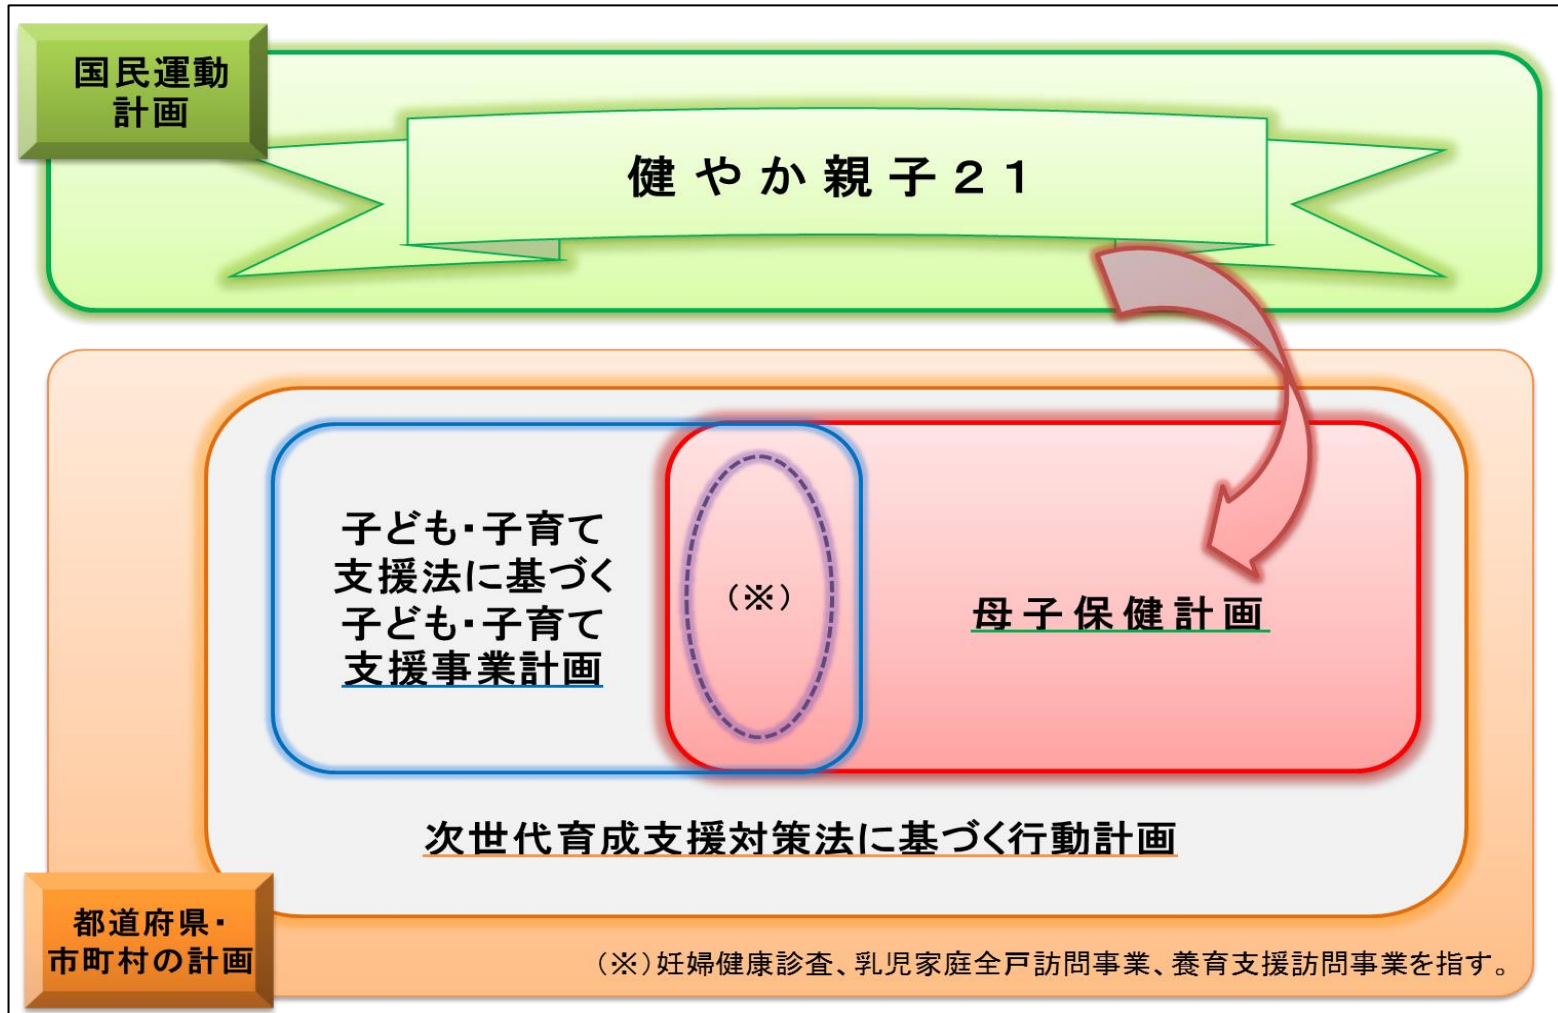 国民運動
計画
健やか親子２１
子ども・子育て
支援法に基づく
子ども・子育て
支援事業計画
（※）
母子保健計画
次世代育成支援対策法に基づく行動計画
都道府県・
市町村の計画
（※）妊婦健康診査、乳児家庭全戸訪問事業、養育支援訪問事業を指す。